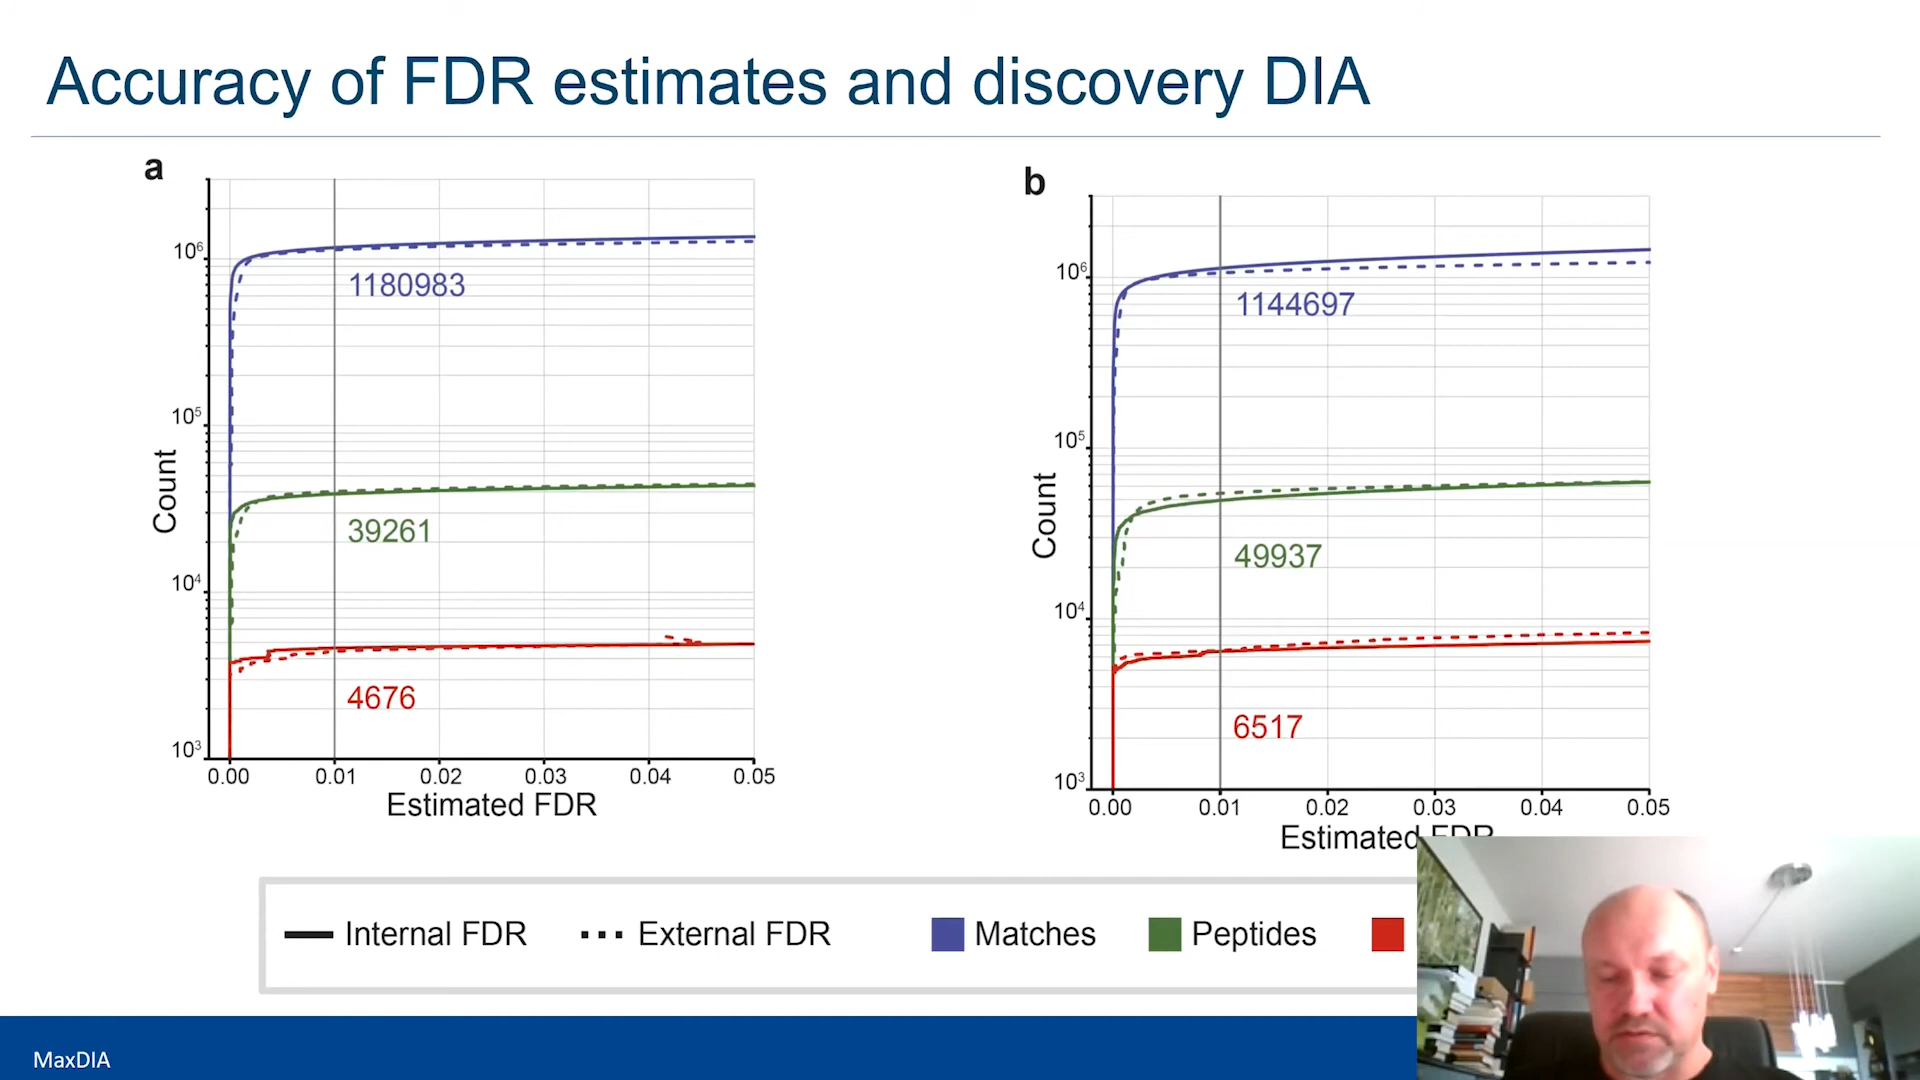 Accuracy of FDR estimates and discovery DIA
a
10⁶
10⁵
10⁴
10³
Count
1180983
39261
4676
0.00 0.01 0.02 0.03 0.04 0.05
Estimated FDR
b
10⁶
10⁵
10⁴
10³
Count
1144697
49937
6517
0.00 0.01 0.02 0.03 0.04 0.05
Estimated FDR
Internal FDR External FDR Matches Peptides
MaxDIA